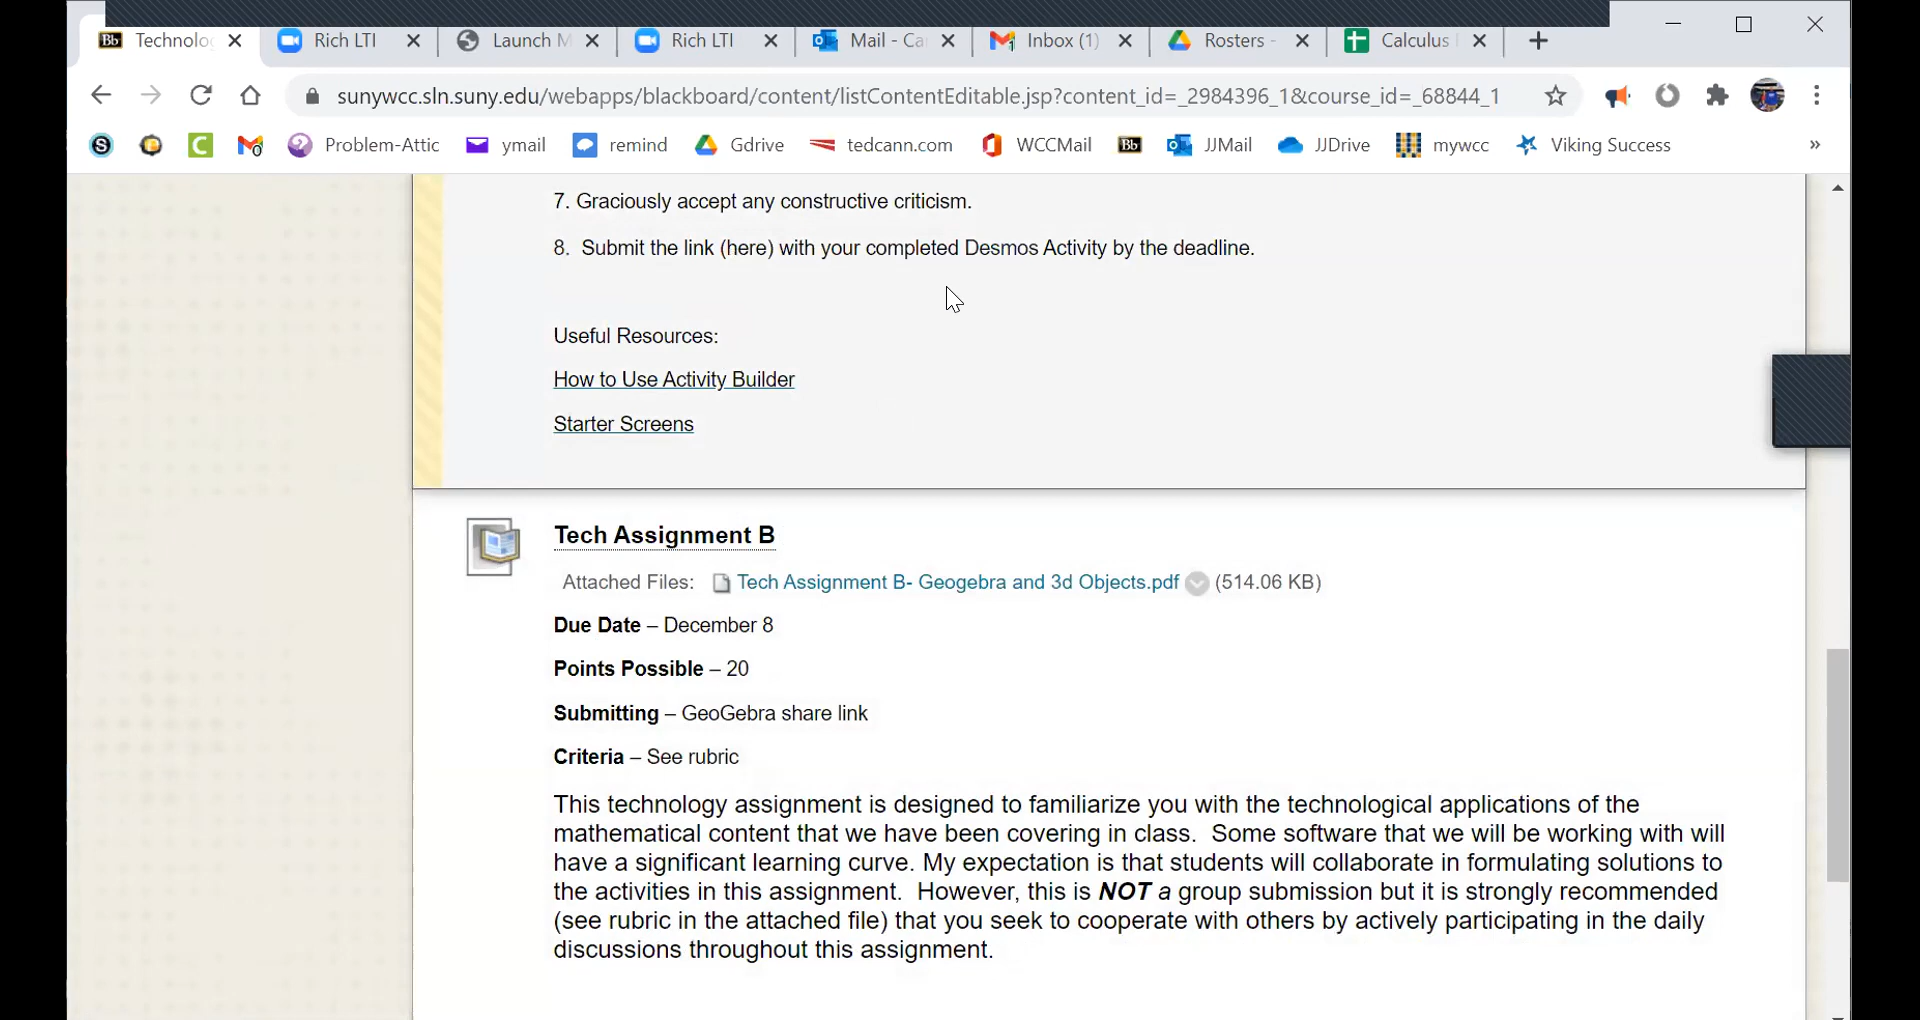 Bb Technolo
Rich LTI
Launch M
Rich LTI
Mail - Ca
Inbox (1)
Rosters -
Calculus
sunywcc.sln.suny.edu/webapps/blackboard/content/listContentEditable.jsp?content_id=_2984396_1&course_id=_68844_1
Problem-Attic
ymail
remind
Gdrive
tedcann.com
WCCMail
Bb
JJMail
JJDrive
mywcc
Viking Success
»
7. Graciously accept any constructive criticism.
8. Submit the link (here) with your completed Desmos Activity by the deadline.
Useful Resources:
How to Use Activity Builder
Starter Screens
Tech Assignment B
Attached Files: Tech Assignment B- Geogebra and 3d Objects.pdf (514.06 KB)
Due Date – December 8
Points Possible – 20
Submitting – GeoGebra share link
Criteria – See rubric
This technology assignment is designed to familiarize you with the technological applications of the
mathematical content that we have been covering in class. Some software that we will be working with will
have a significant learning curve. My expectation is that students will collaborate in formulating solutions to
the activities in this assignment. However, this is NOT a group submission but it is strongly recommended
(see rubric in the attached file) that you seek to cooperate with others by actively participating in the daily
discussions throughout this assignment.